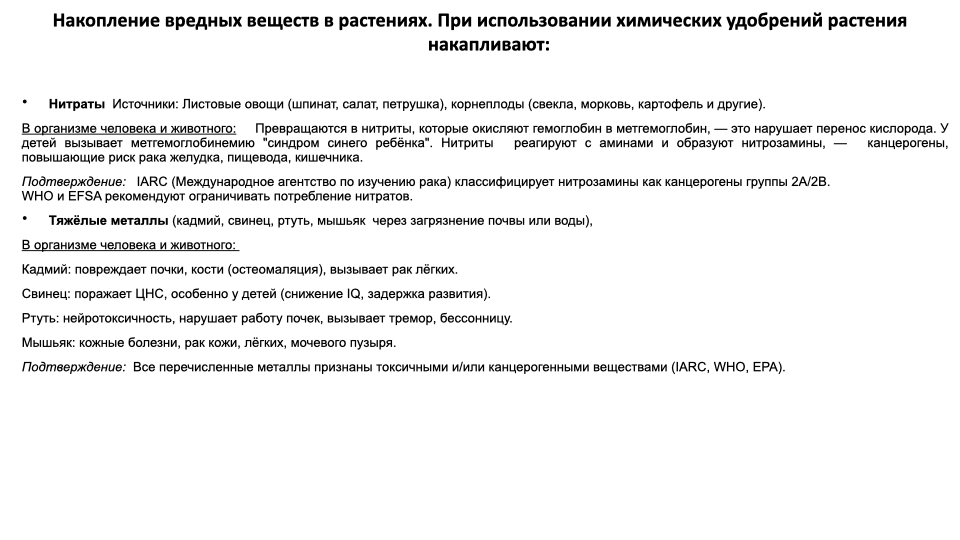 Накопление вредных веществ в растениях. При использовании химических удобрений растения
накапливают:
• Нитраты Источники: Листовые овощи (шпинат, салат, петрушка), корнеплоды (свекла, морковь, картофель и другие).
В организме человека и животного: Превращаются в нитриты, которые окисляют гемоглобин в метгемоглобин, — это нарушает перенос кислорода. У
детей вызывает метгемоглобинемию "синдром синего ребёнка". Нитриты реагируют с аминами и образуют нитрозамины, — канцерогены,
повышающие риск рака желудка, пищевода, кишечника.
Подтверждение: IARC (Международное агентство по изучению рака) классифицирует нитрозамины как канцерогены группы 2A/2B.
WHO и EFSA рекомендуют ограничивать потребление нитратов.
• Тяжёлые металлы (кадмий, свинец, ртуть, мышьяк через загрязнение почвы или воды),
В организме человека и животного:
Кадмий: повреждает почки, кости (остеомаляция), вызывает рак лёгких.
Свинец: поражает ЦНС, особенно у детей (снижение IQ, задержка развития).
Ртуть: нейротоксичность, нарушает работу почек, вызывает тремор, бессонницу.
Мышьяк: кожные болезни, рак кожи, лёгких, мочевого пузыря.
Подтверждение: Все перечисленные металлы признаны токсичными и/или канцерогенными веществами (IARC, WHO, EPA).